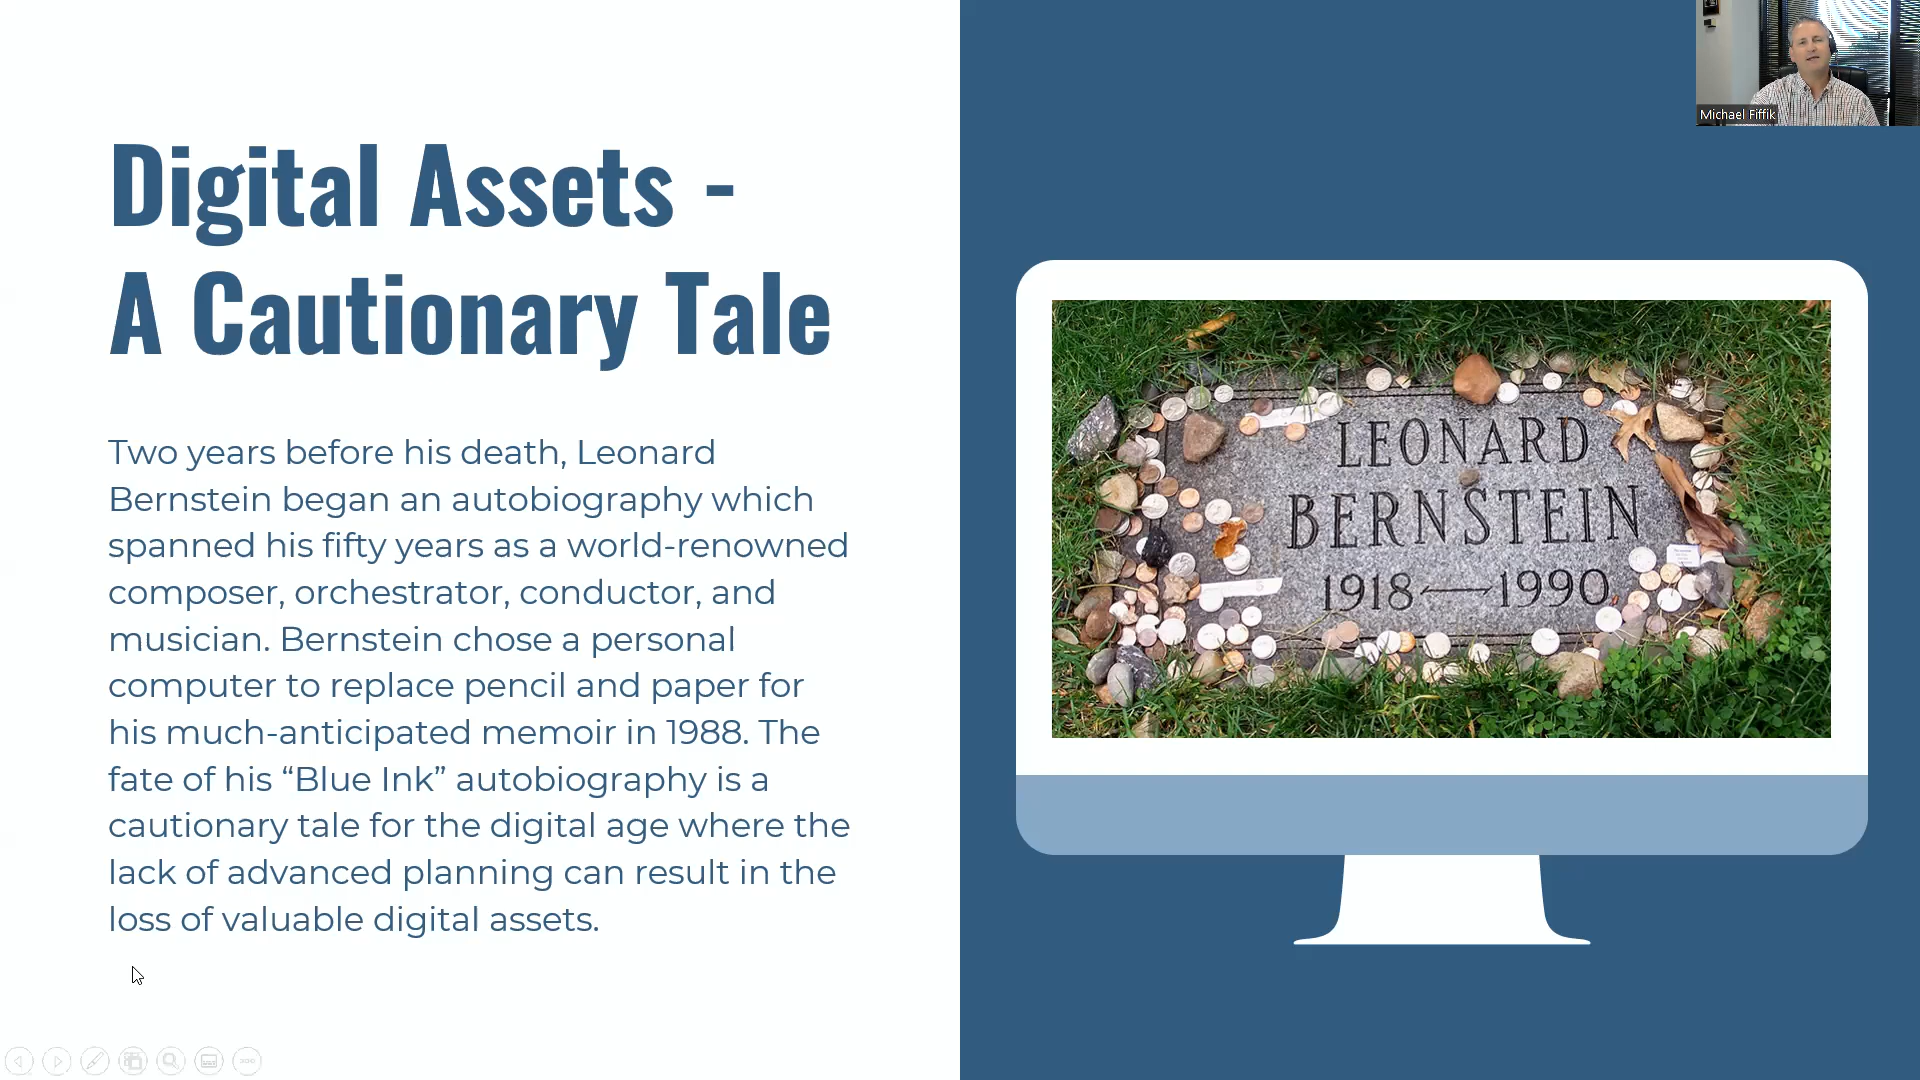 Digital Assets -
A Cautionary Tale
Two years before his death, Leonard
Bernstein began an autobiography which
spanned his fifty years as a world-renowned
composer, orchestrator, conductor, and
musician. Bernstein chose a personal
computer to replace pencil and paper for
his much-anticipated memoir in 1988. The
fate of his “Blue Ink” autobiography is a
cautionary tale for the digital age where the
lack of advanced planning can result in the
loss of valuable digital assets.
Michael Fiffik
LEONARD
BERNSTEIN
1918—1990